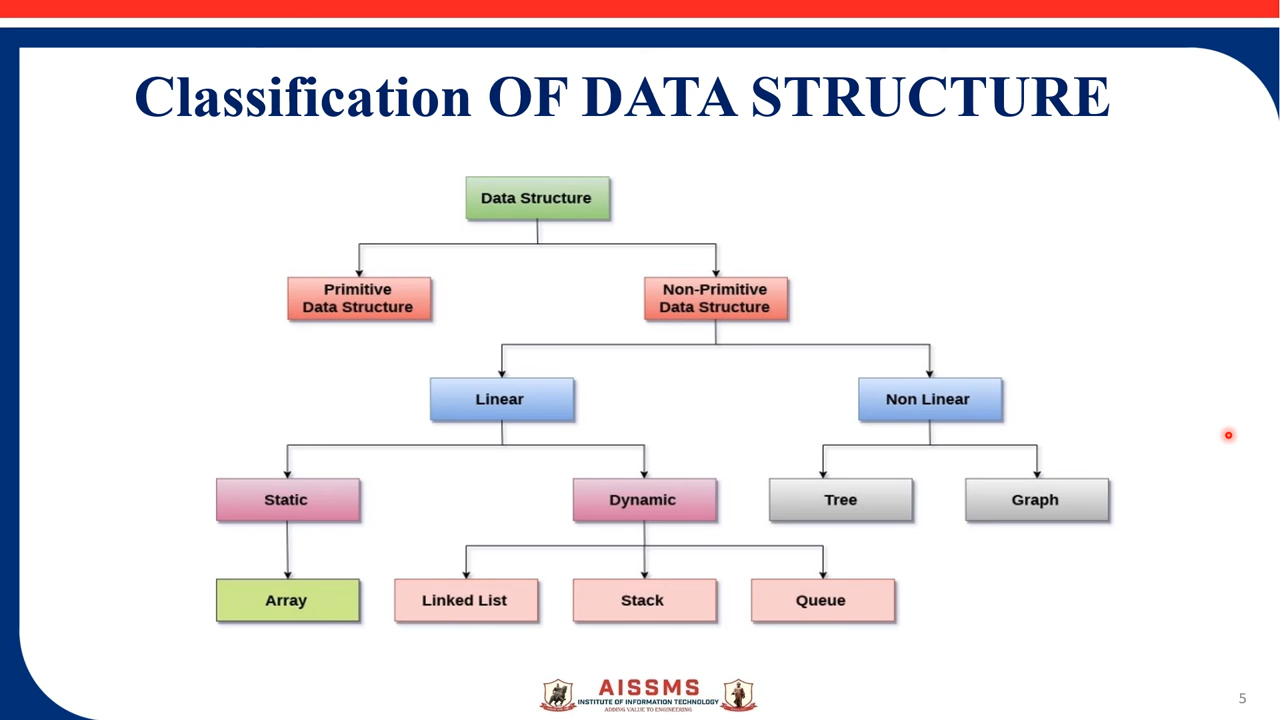 Classification OF DATA STRUCTURE
Data Structure
Primitive
Data Structure
Non-Primitive
Data Structure
Linear
Non Linear
Static
Dynamic
Tree
Graph
Array
Linked List
Stack
Queue
AISSMS
INSTITUTE OF INFORMATION TECHNOLOGY
ADDING VALUE TO ENGINEERING
5